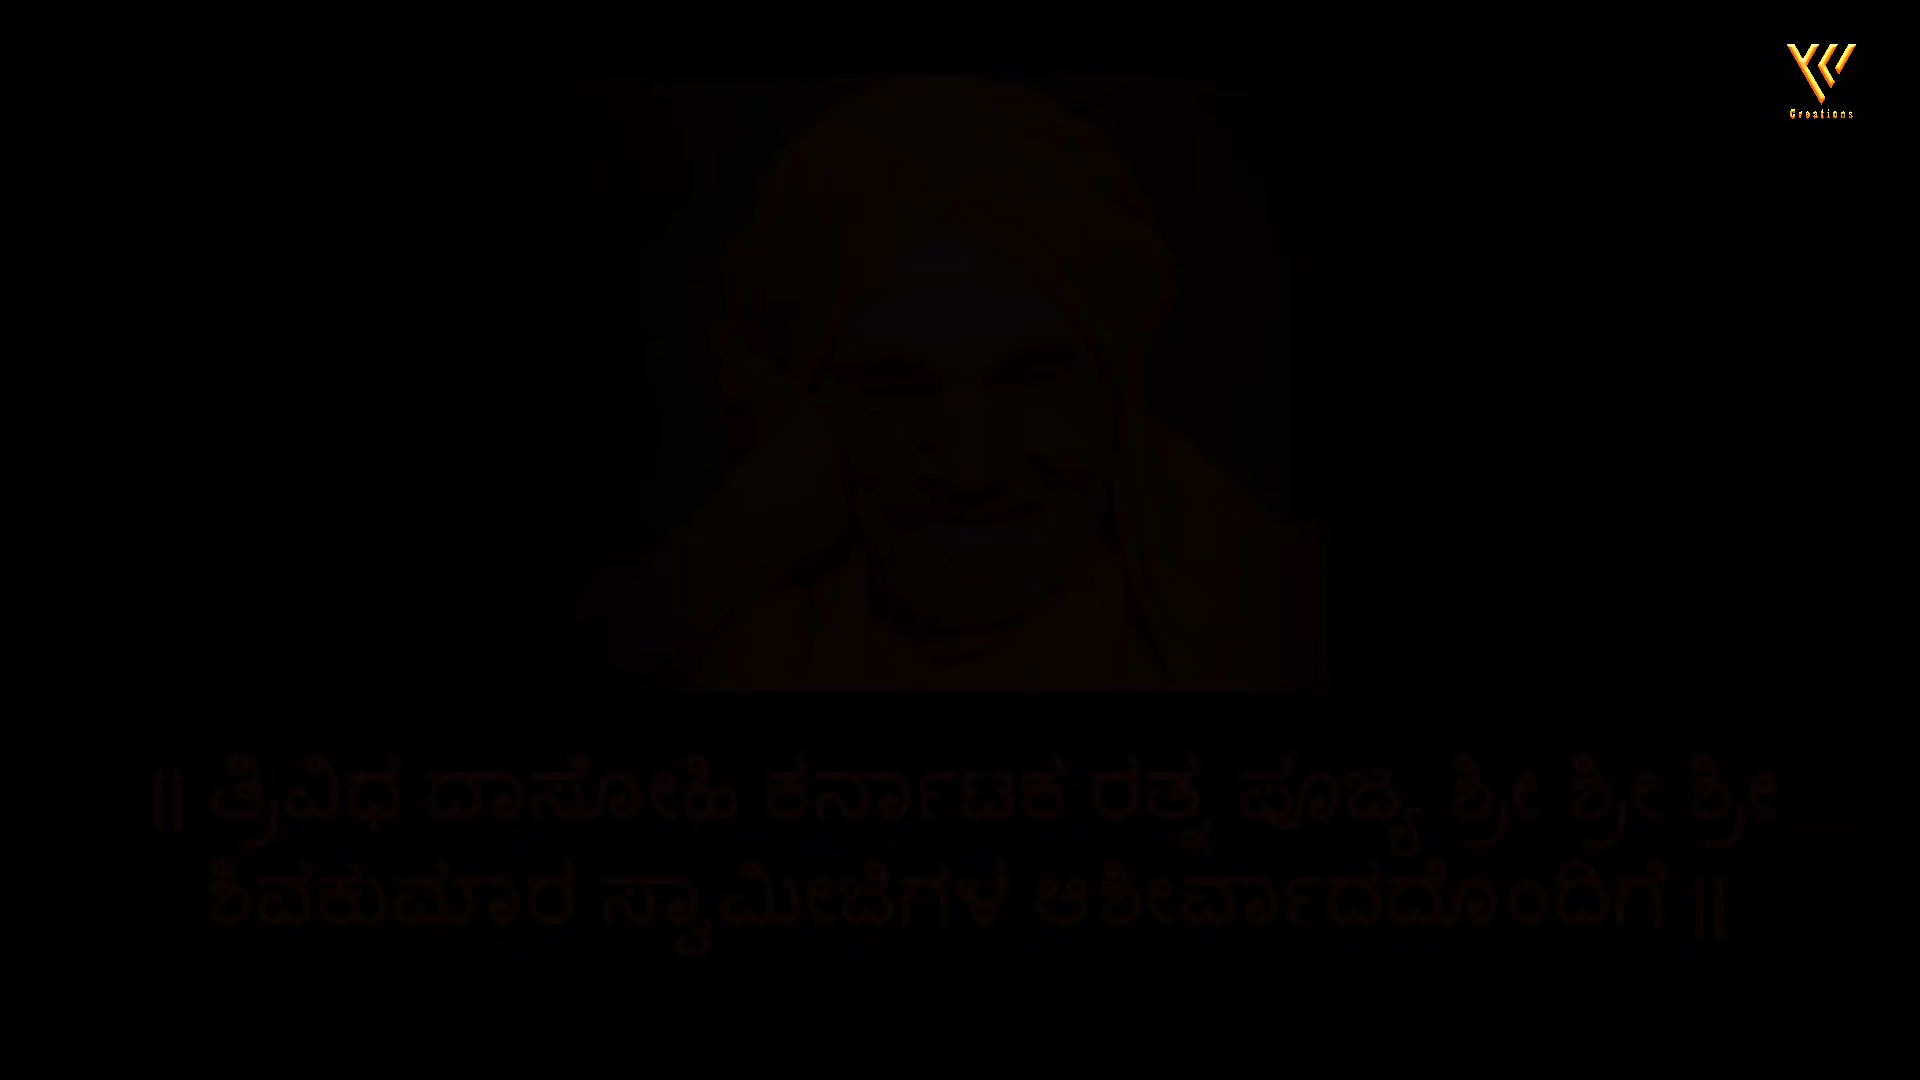 Creations
|| ತ್ರಿವಿಧ ದಾಸೋಹಿ ಕರ್ನಾಟಕ ರತ್ನ ಪೂಜ್ಯ ಶ್ರೀ ಶ್ರೀ ಶ್ರೀ
ಶಿವಕುಮಾರ ಸ್ವಾಮೀಜಿಗಳ ಆಶೀರ್ವಾದದೊಂದಿಗೆ ||